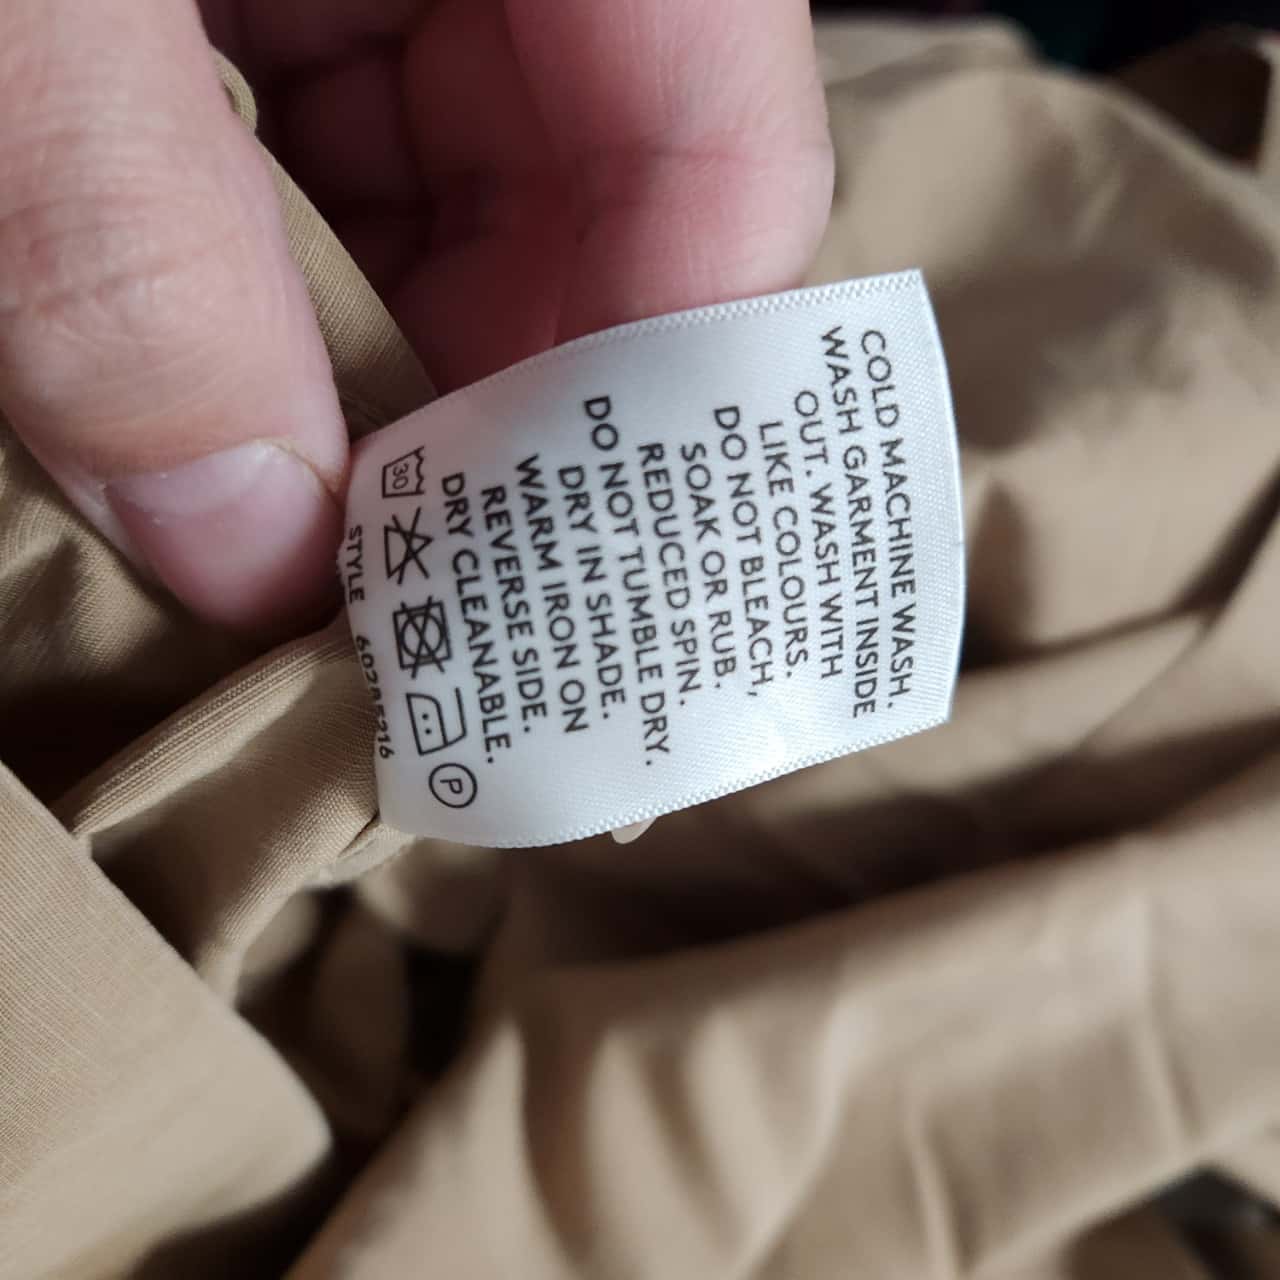 COLD MACHINE WASH.
WASH GARMENT INSIDE
OUT. WASH WITH
LIKE COLOURS.
DO NOT BLEACH,
SOAK OR RUB.
REDUCED SPIN.
DO NOT TUMBLE DRY.
DRY IN SHADE.
WARM IRON ON
REVERSE SIDE.
DRY CLEANABLE.
30 P
STYLE